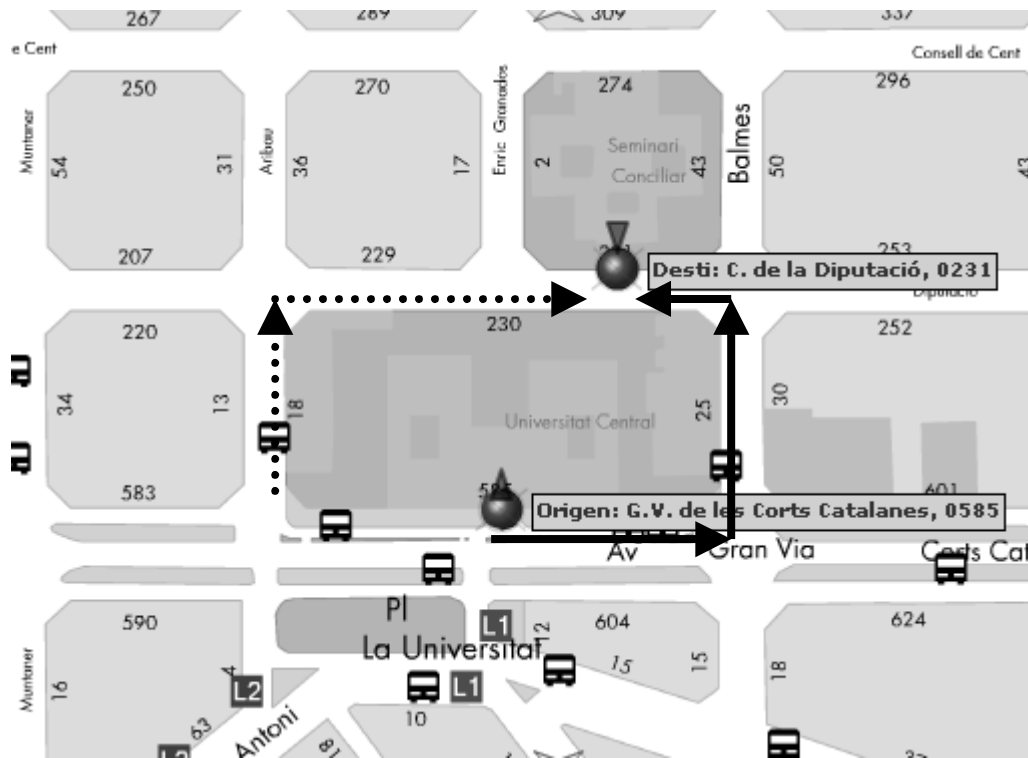 267
289
309
337
e Cent
Consell de Cent
250
270
274
296
Muntaner
54
31
Aribau
36
17
Enric Granados
2
Seminari
Conciliar
43
Balmes
50
43
207
229
253
Desti: C. de la Diputació, 0231
Diputació
220
230
252
34
13
18
Universitat Central
25
30
583
585
601
Origen: G.V. de les Corts Catalanes, 0585
Av
Gran Via
Corts Cat
590
Pl
La Universitat
L1
12
604
624
Muntaner
16
4
L2
63
Antoni
81
10
L1
15
15
18